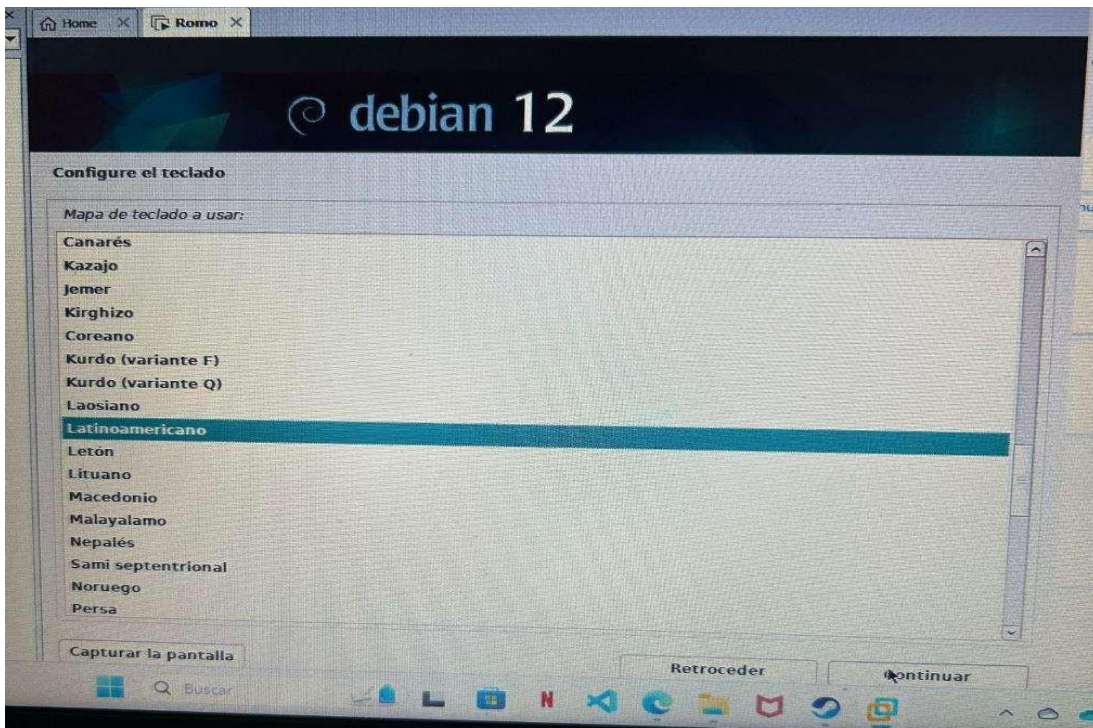 Home
Romo
debian 12
Configure el teclado
Mapa de teclado a usar:
Canarés
Kazajo
Jemer
Kirghizo
Coreano
Kurdo (variante F)
Kurdo (variante Q)
Laosiano
Latinoamericano
Letón
Lituano
Macedonio
Malayalamo
Nepalés
Sami septentrional
Noruego
Persa
Capturar la pantalla
Retroceder
Continuar
Buscar